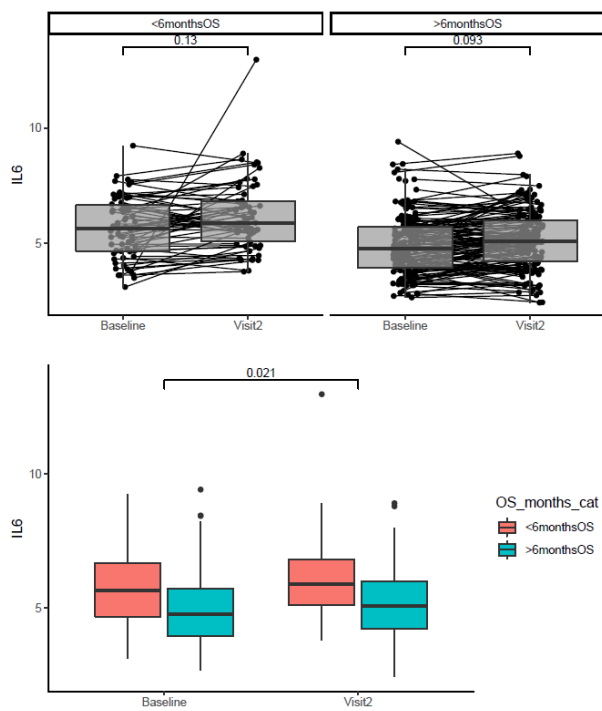 <6monthsOS >6monthsOS
0.13 0.093
10
IL6
5
Baseline Visit2 Baseline Visit2
0.021
10
IL6
OS_months_cat
<6monthsOS
>6monthsOS
5
Baseline Visit2